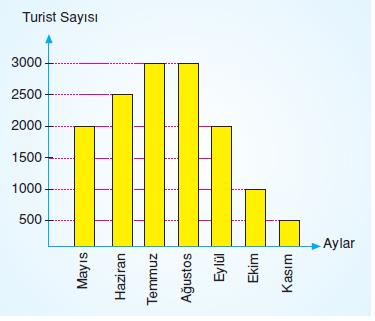 Turist Sayısı
3000
2500
2000
1500
1000
500
Aylar
Mayıs
Haziran
Temmuz
Ağustos
Eylül
Ekim
Kasım